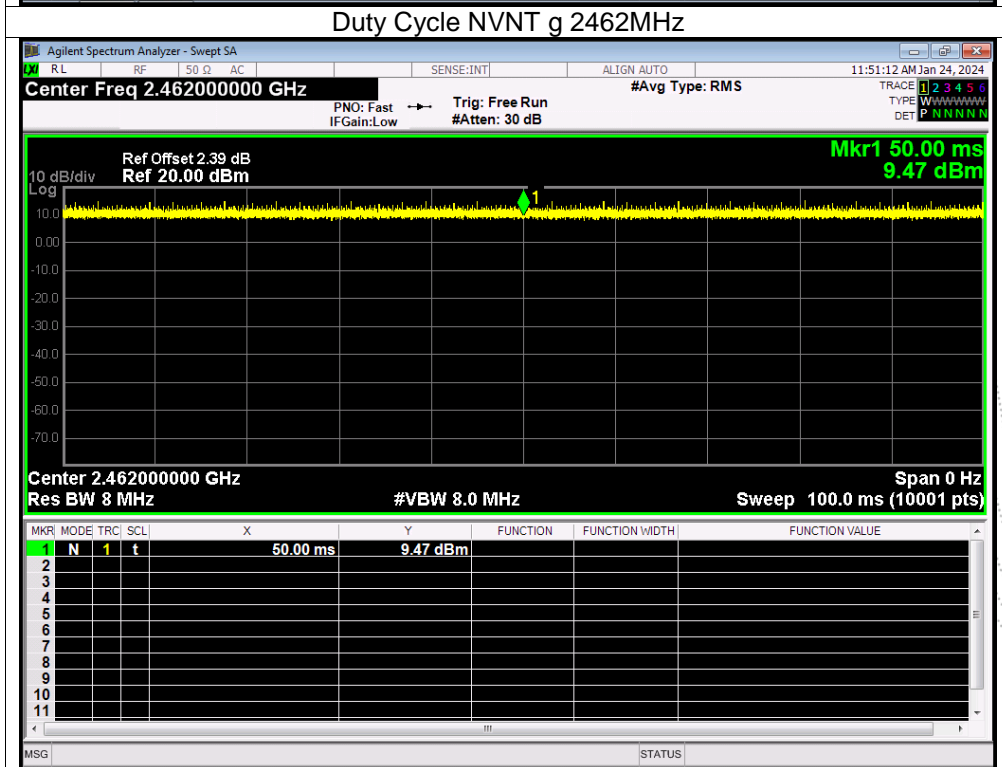 Duty Cycle NVNT g 2462MHz
Agilent Spectrum Analyzer - Swept SA
LXI RL RF 50 Ω AC SENSE:INT ALIGN AUTO 11:51:12 AM Jan 24, 2024
Center Freq 2.462000000 GHz #Avg Type: RMS TRACE 1 2 3 4 5 6
PNO: Fast Trig: Free Run TYPE WWWWWW
IFGain:Low #Atten: 30 dB DET P N N N N N
Mkr1 50.00 ms
Ref Offset 2.39 dB
10 dB/div Ref 20.00 dBm 9.47 dBm
Log
1
10.0
0.00
-10.0
-20.0
-30.0
-40.0
-50.0
-60.0
-70.0
Center 2.462000000 GHz Span 0 Hz
Res BW 8 MHz #VBW 8.0 MHz Sweep 100.0 ms (10001 pts)
MKR MODE TRC SCL X Y FUNCTION FUNCTION WIDTH FUNCTION VALUE
1 N 1 t 50.00 ms 9.47 dBm
2
3
4
5
6
7
8
9
10
11
MSG STATUS